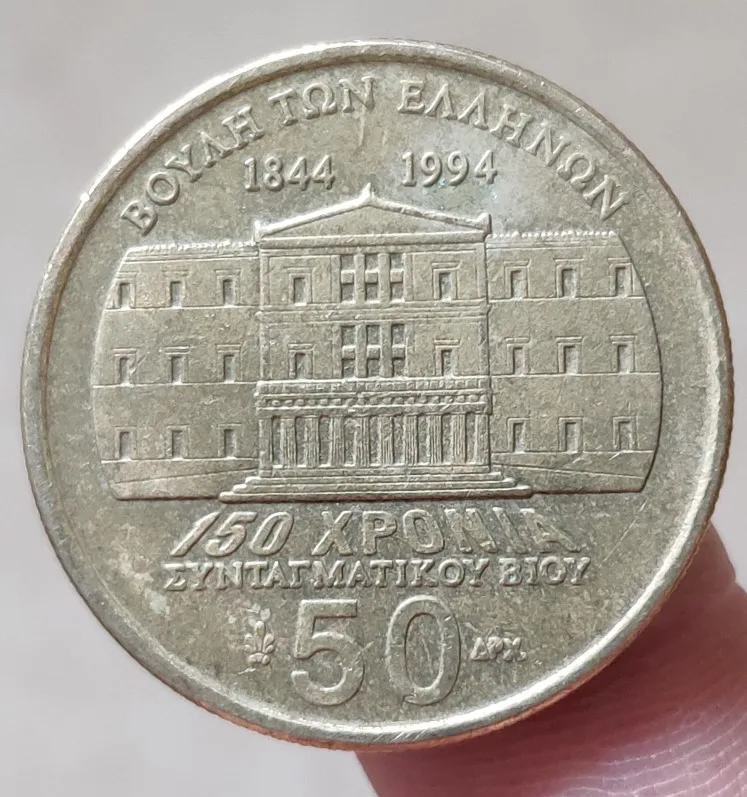 ΒΟΥΛΗ ΤΩΝ ΕΛΛΗΝΩΝ
1844 1994
150 ΧΡΟΝΙΑ
ΣΥΝΤΑΓΜΑΤΙΚΟΥ ΒΙΟΥ
50 ΔΡΧ.